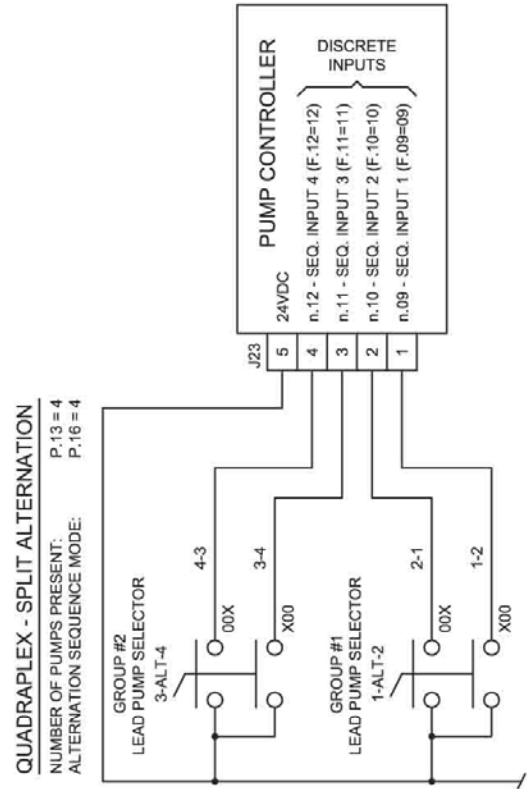 QUADRAPLEX - SPLIT ALTERNATION
NUMBER OF PUMPS PRESENT: P.13 = 4
ALTERNATION SEQUENCE MODE: P.16 = 4
GROUP #2
LEAD PUMP SELECTOR
3-ALT-4
00X
4-3
X00
3-4
GROUP #1
LEAD PUMP SELECTOR
1-ALT-2
00X
2-1
X00
1-2
J23
5
4
3
2
1
PUMP CONTROLLER
24VDC
DISCRETE
INPUTS
n.12 - SEQ. INPUT 4 (F.12=12)
n.11 - SEQ. INPUT 3 (F.11=11)
n.10 - SEQ. INPUT 2 (F.10=10)
n.09 - SEQ. INPUT 1 (F.09=09)